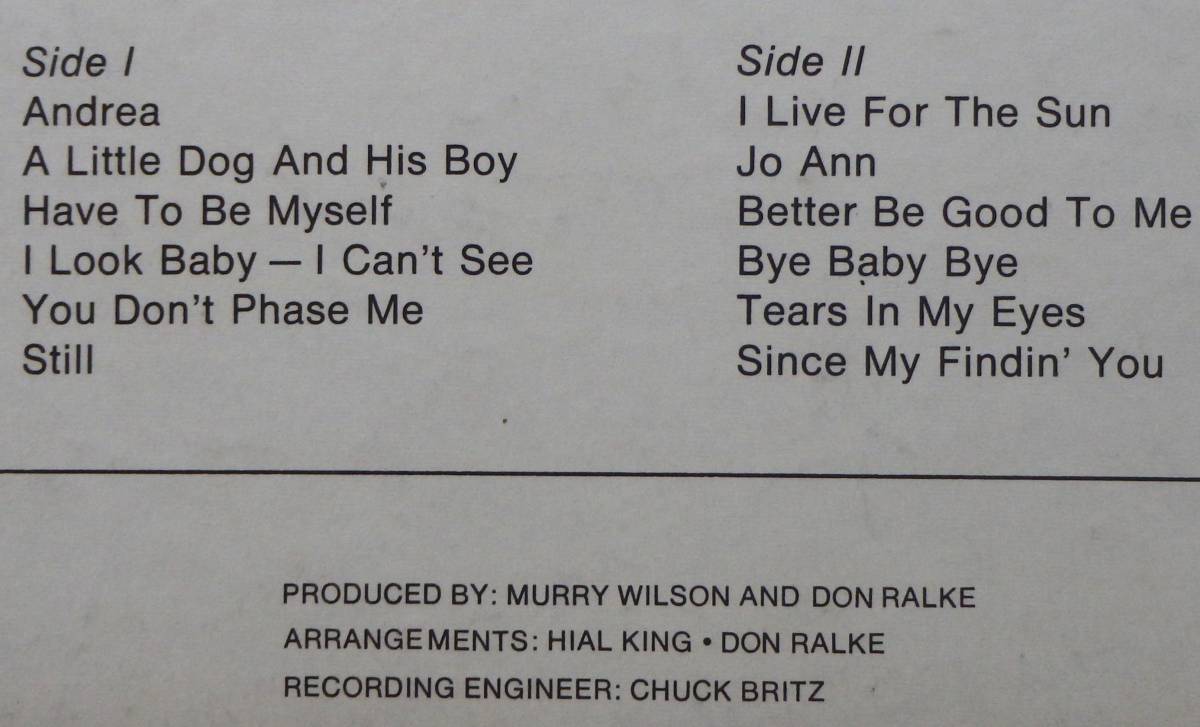 Side I
Andrea
A Little Dog And His Boy
Have To Be Myself
I Look Baby — I Can't See
You Don't Phase Me
Still
Side II
I Live For The Sun
Jo Ann
Better Be Good To Me
Bye Baby Bye
Tears In My Eyes
Since My Findin' You
PRODUCED BY: MURRY WILSON AND DON RALKE
ARRANGEMENTS: HIAL KING • DON RALKE
RECORDING ENGINEER: CHUCK BRITZ